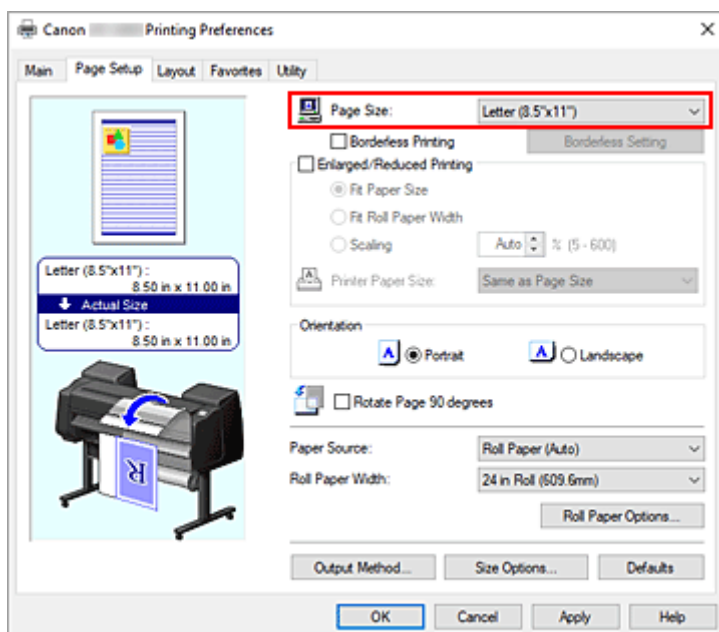 Canon Printing Preferences
Main Page Setup Layout Favorites Utility
Page Size: Letter (8.5"x11")
Borderless Printing Borderless Setting
Enlarged/Reduced Printing
Fit Paper Size
Fit Roll Paper Width
Scaling Auto % (5 - 600)
Printer Paper Size: Same as Page Size
Letter (8.5"x11") :
8.50 in x 11.00 in
Actual Size
Letter (8.5"x11") :
8.50 in x 11.00 in
Orientation
A Portrait A Landscape
Rotate Page 90 degrees
R
Paper Source: Roll Paper (Auto)
Roll Paper Width: 24 in Roll (609.6mm)
Roll Paper Options...
Output Method... Size Options... Defaults
OK Cancel Apply Help